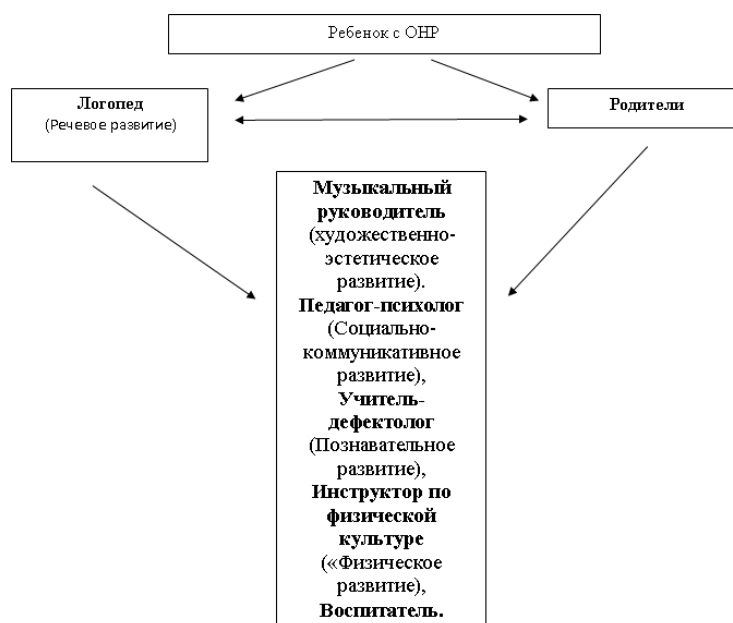 Ребенок с ОНР
Логопед
(Речевое развитие)
Родители
Музыкальный
руководитель
(художественно-
эстетическое
развитие).
Педагог-психолог
(Социально-
коммуникативное
развитие),
Учитель-
дефектолог
(Познавательное
развитие),
Инструктор по
физической
культуре
(«Физическое
развитие),
Воспитатель.